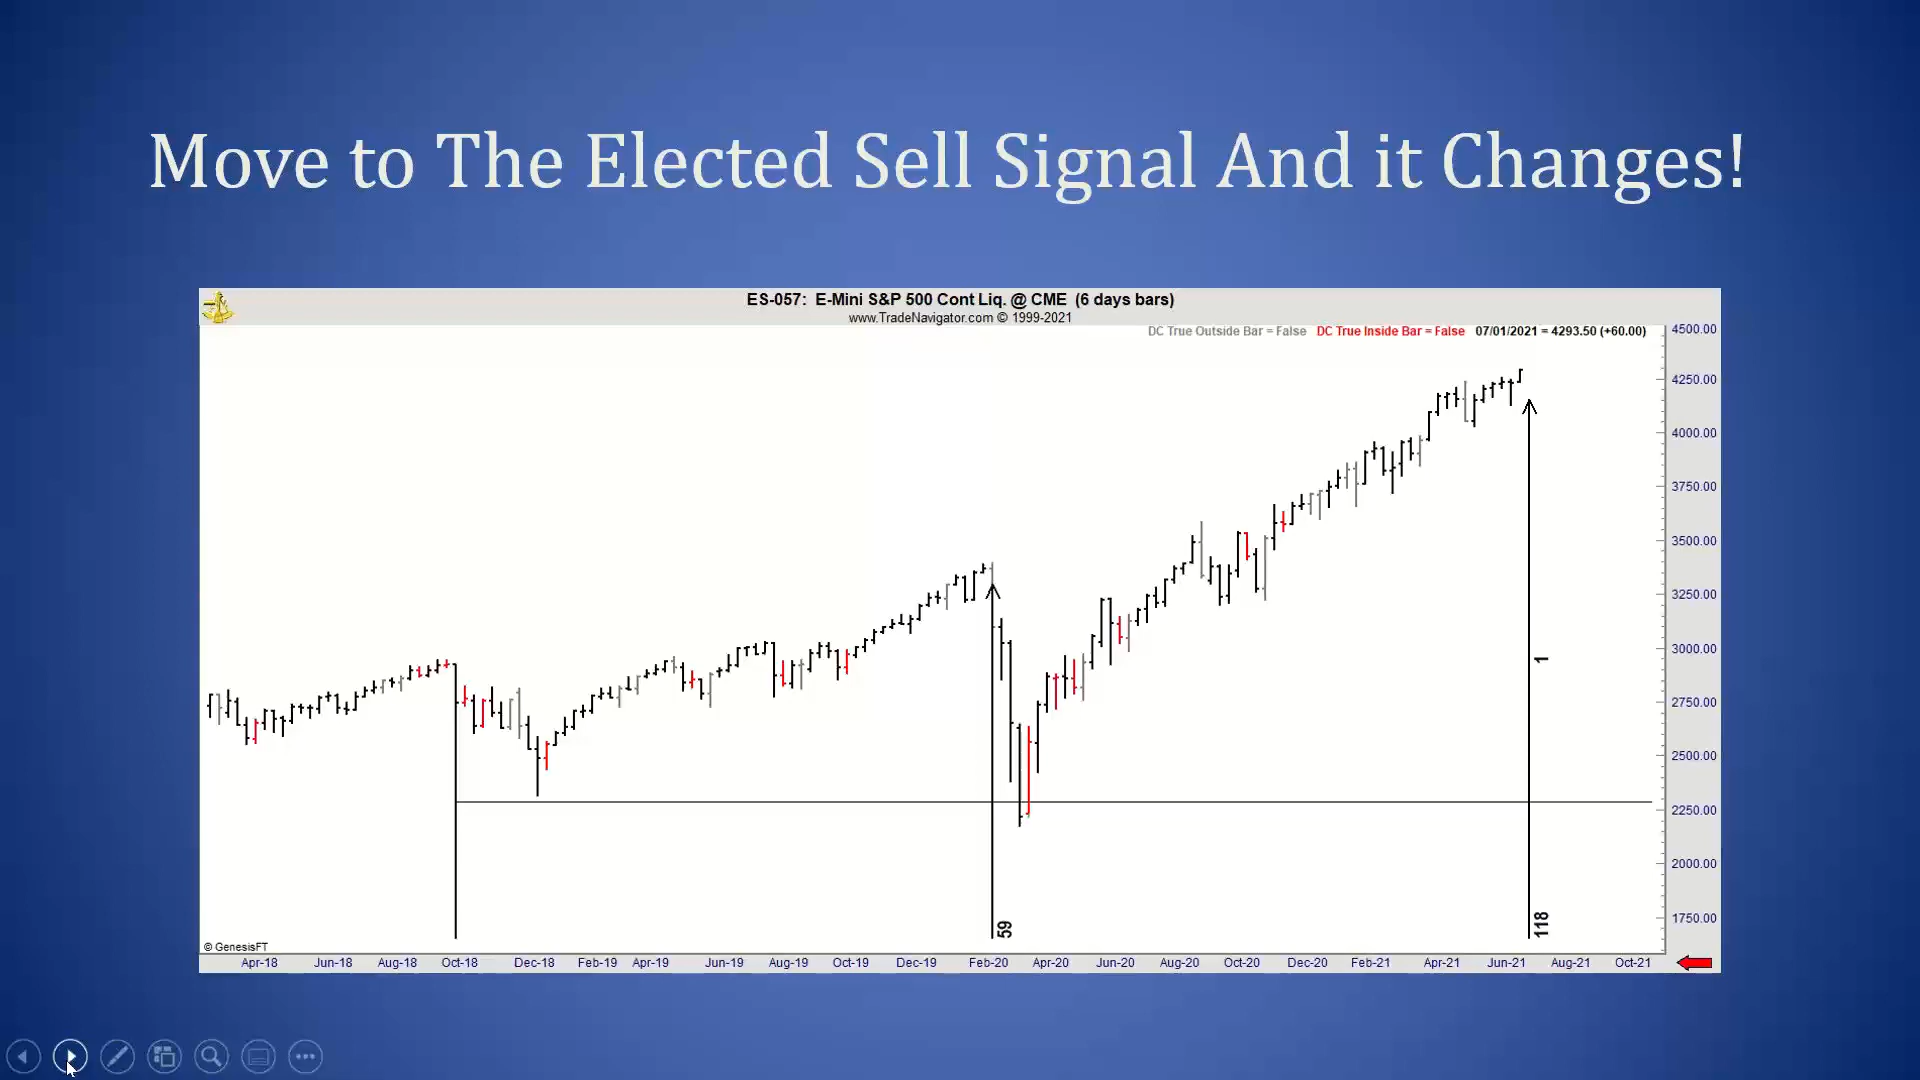 Move to The Elected Sell Signal And it Changes!
ES-057: E-Mini S&P 500 Cont Liq. @ CME (6 days bars)
www.TradeNavigator.com © 1999-2021
DC True Outside Bar = False DC True Inside Bar = False 07/01/2021 = 4293.50 (+60.00)
4500.00
4250.00
4000.00
3750.00
3500.00
3250.00
3000.00
2750.00
2500.00
2250.00
2000.00
1750.00
1
59
118
© GenesisFT
Apr-18 Jun-18 Aug-18 Oct-18 Dec-18 Feb-19 Apr-19 Jun-19 Aug-19 Oct-19 Dec-19 Feb-20 Apr-20 Jun-20 Aug-20 Oct-20 Dec-20 Feb-21 Apr-21 Jun-21 Aug-21 Oct-21